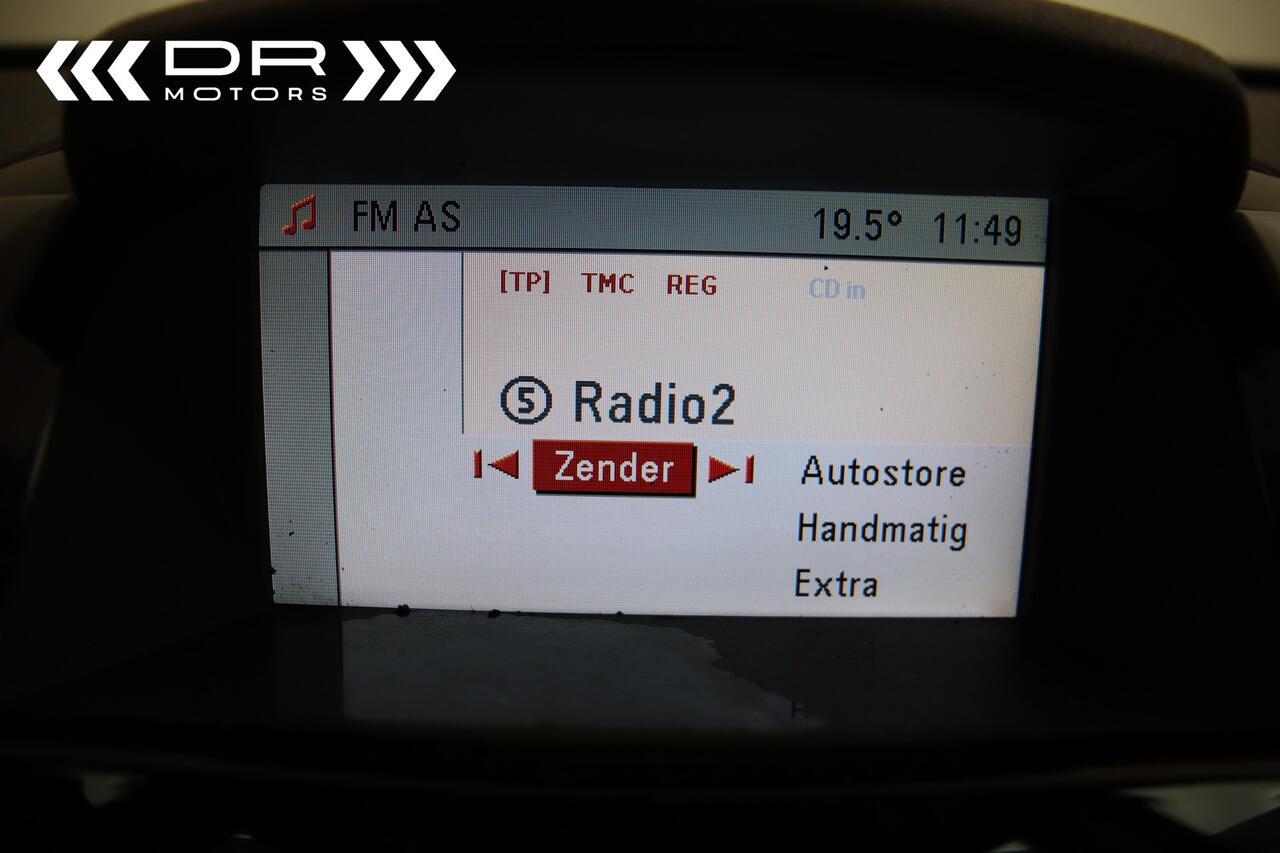 DR
MOTORS
FM AS 19.5° 11:49
[TP] TMC REG CD in
5 Radio2
Zender Autostore
Handmatig
Extra